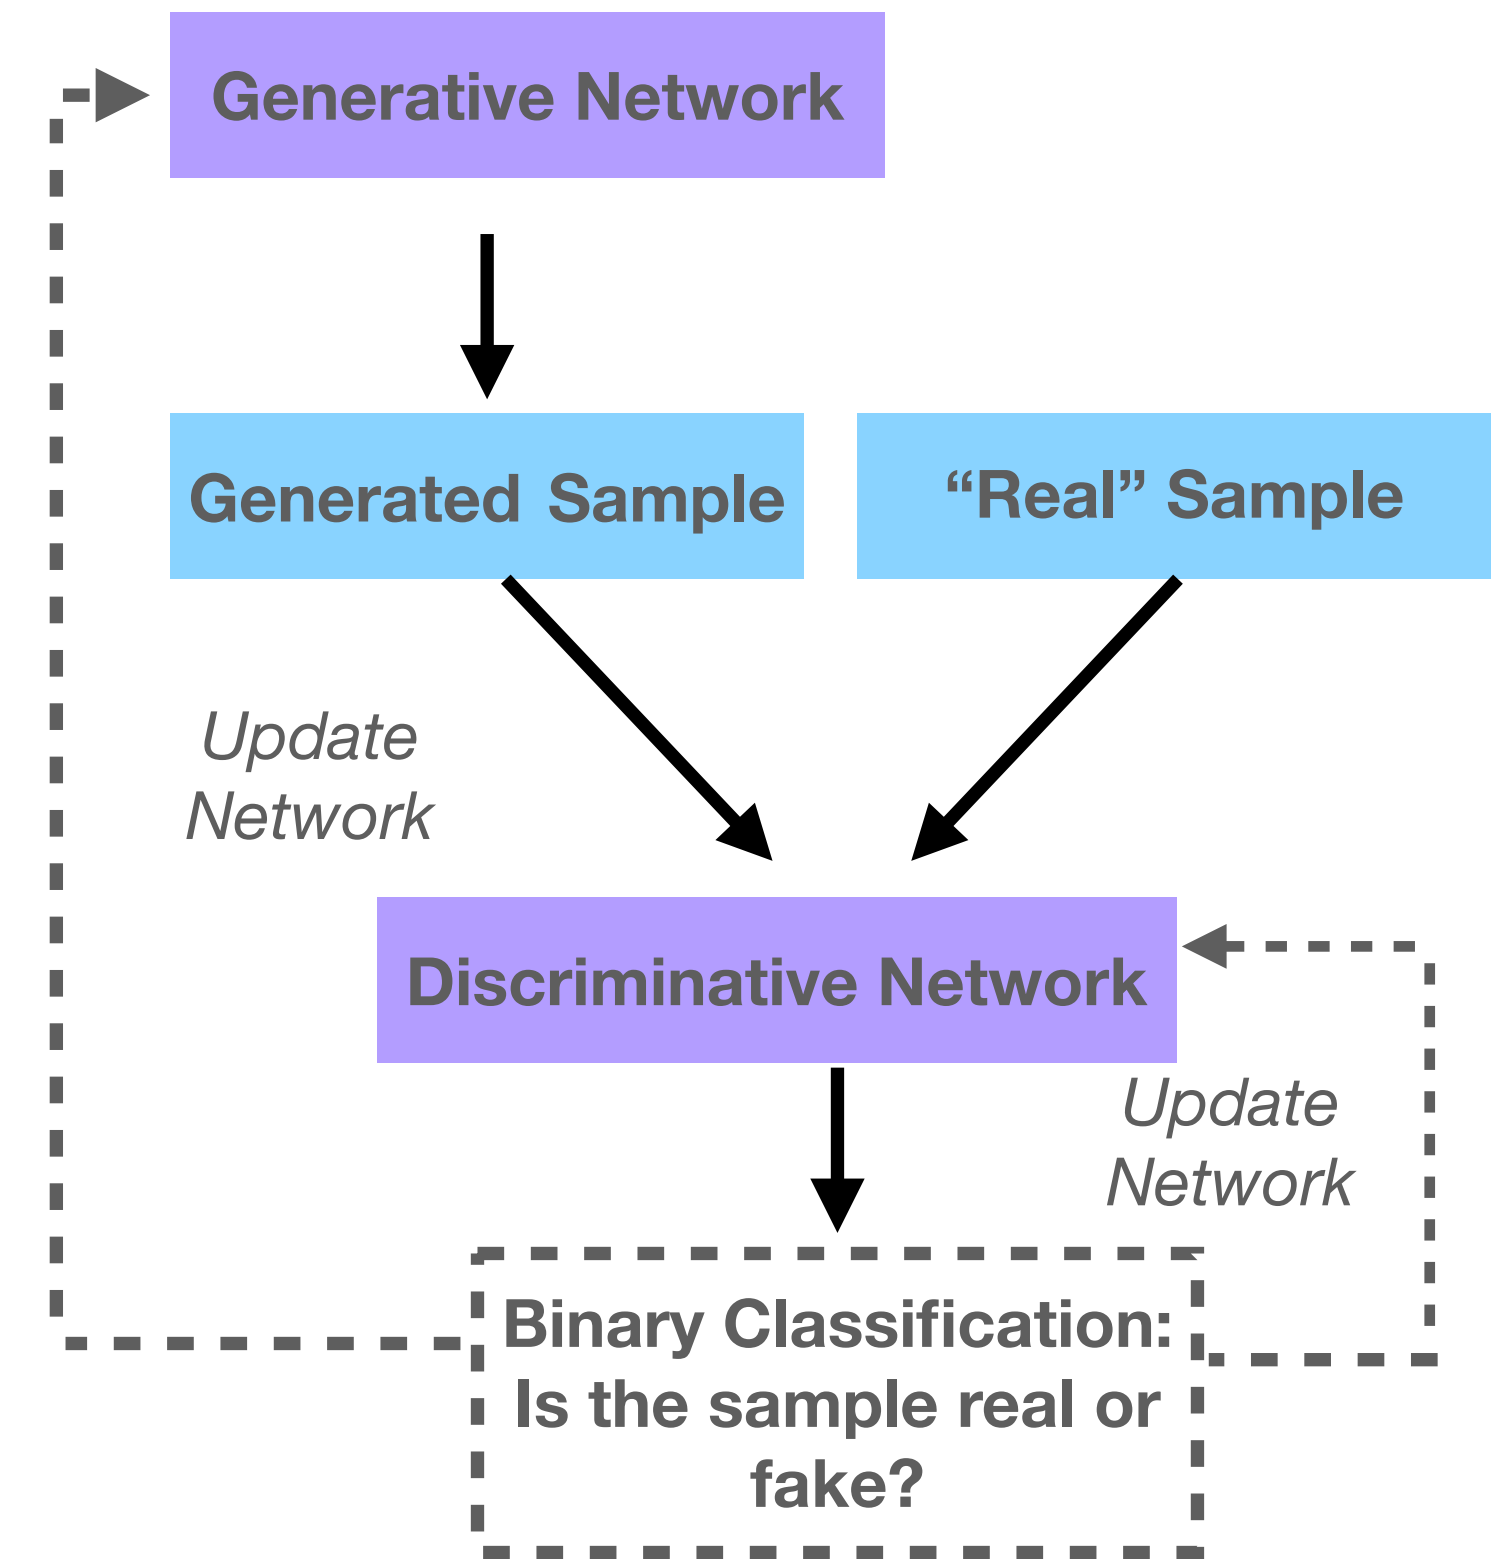 Generative Network
Generated Sample
“Real” Sample
Update
Network
Discriminative Network
Update
Network
Binary Classification:
Is the sample real or
fake?